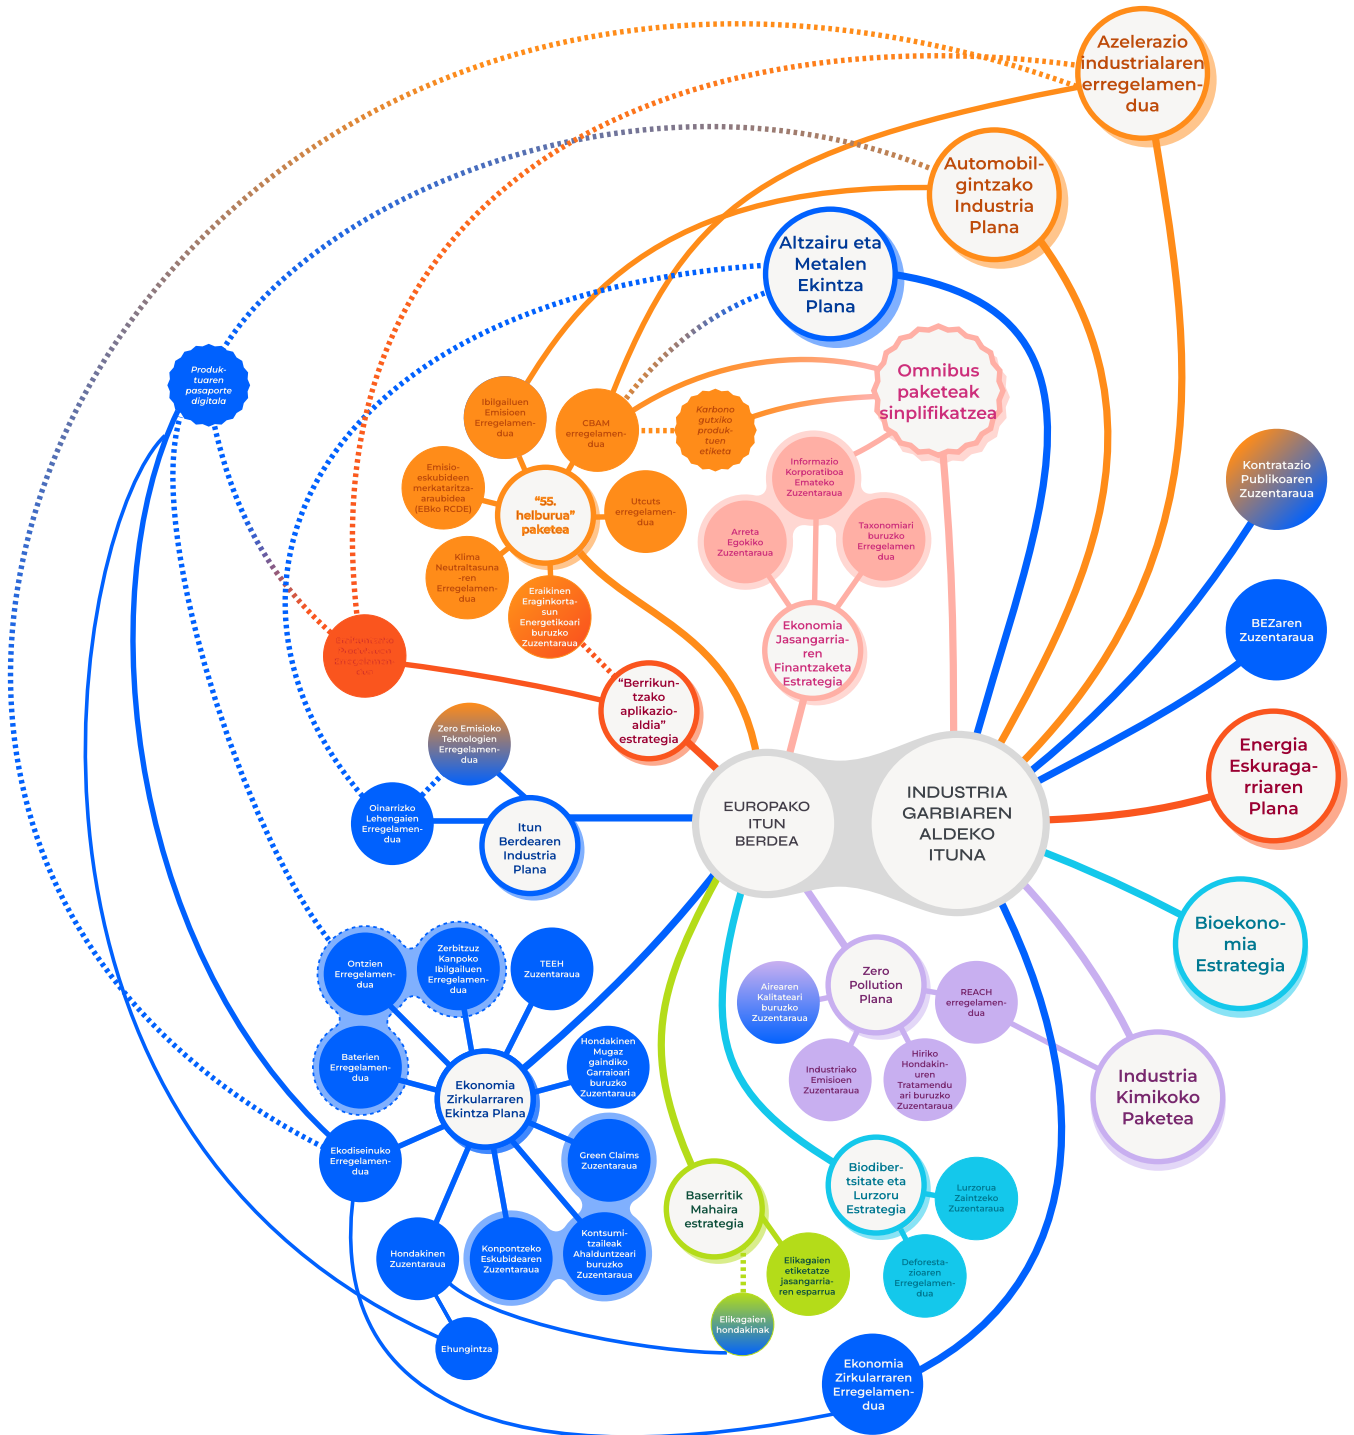 Azelerazio
industrialaren
erregelamen-
dua
Automobil-
gintzako
Industria
Plana
Altzairu eta
Metalen
Ekintza
Plana
Omnibus
paketeak
sinplifikatzea
Produk-
tuaren
pasaporte
digitala
Ibilgailuen
Emisioen
Erregelamen-
dua
CBAM
erregelamen-
dua
Karbono
gutxiko
produk-
tuen
etiketa
Emisio-
eskubideen
merkataritza-
araubidea
(EBko RCDE)
"55.
helburua"
paketea
Utcuts
erregelamen-
dua
Klima
Neutraltasuna
-ren
Erregelamen-
dua
Eraikinen
Eraginkorta-
sun
Energetikoari
buruzko
Zuzentaraua
Informazio
Korporatiboa
Emateko
Zuzentaraua
Arreta
Egokiko
Zuzentaraua
Taxonomiari
buruzko
Erregelamen
dua
Ekonomia
Jasangarria-
ren
Finantzaketa
Estrategia
Kontratazio
Publikoaren
Zuzentaraua
BEZaren
Zuzentaraua
"Berrikun-
tzako
aplikazio-
aldia"
estrategia
Zero Emisioko
Teknologien
Erregelamen-
dua
Oinarrizko
Lehengaien
Erregelamen-
dua
Itun
Berdearen
Industria
Plana
EUROPAKO
ITUN
BERDEA
INDUSTRIA
GARBIAREN
ALDEKO
ITUNA
Energia
Eskuraga-
rriaren
Plana
Bioekono-
mia
Estrategia
Industria
Kimikoko
Paketea
Zero
Pollution
Plana
Airearen
Kalitateari
buruzko
Zuzentaraua
REACH
erregelamen-
dua
Industriako
Emisioen
Zuzentaraua
Hiriko
Hondakin-
uren
Tratamendu
ari buruzko
Zuzentaraua
Ontzien
Erregelamen-
dua
Zerbitzuz
Kanpoko
Ibilgailuen
Erregelamen-
dua
TEEH
Zuzentaraua
Baterien
Erregelamen-
dua
Hondakinen
Mugaz
gaindiko
Garraioari
buruzko
Zuzentaraua
Ekonomia
Zirkularraren
Ekintza Plana
Ekodiseinuko
Erregelamen-
dua
Green Claims
Zuzentaraua
Hondakinen
Zuzentaraua
Konpontzeko
Eskubidearen
Zuzentaraua
Kontsumi-
tzaileak
Ahalduntzeari
buruzko
Zuzentaraua
Ehungintza
Baserritik
Mahaira
estrategia
Elikagaien
etiketatze
jasangarria-
ren esparrua
Elikagaien
hondakinak
Biodiber-
tsitate eta
Lurzoru
Estrategia
Lurzorua
Zaintzeko
Zuzentaraua
Deforesta-
zioaren
Erregelamen-
dua
Ekonomia
Zirkularraren
Erregelamen-
dua